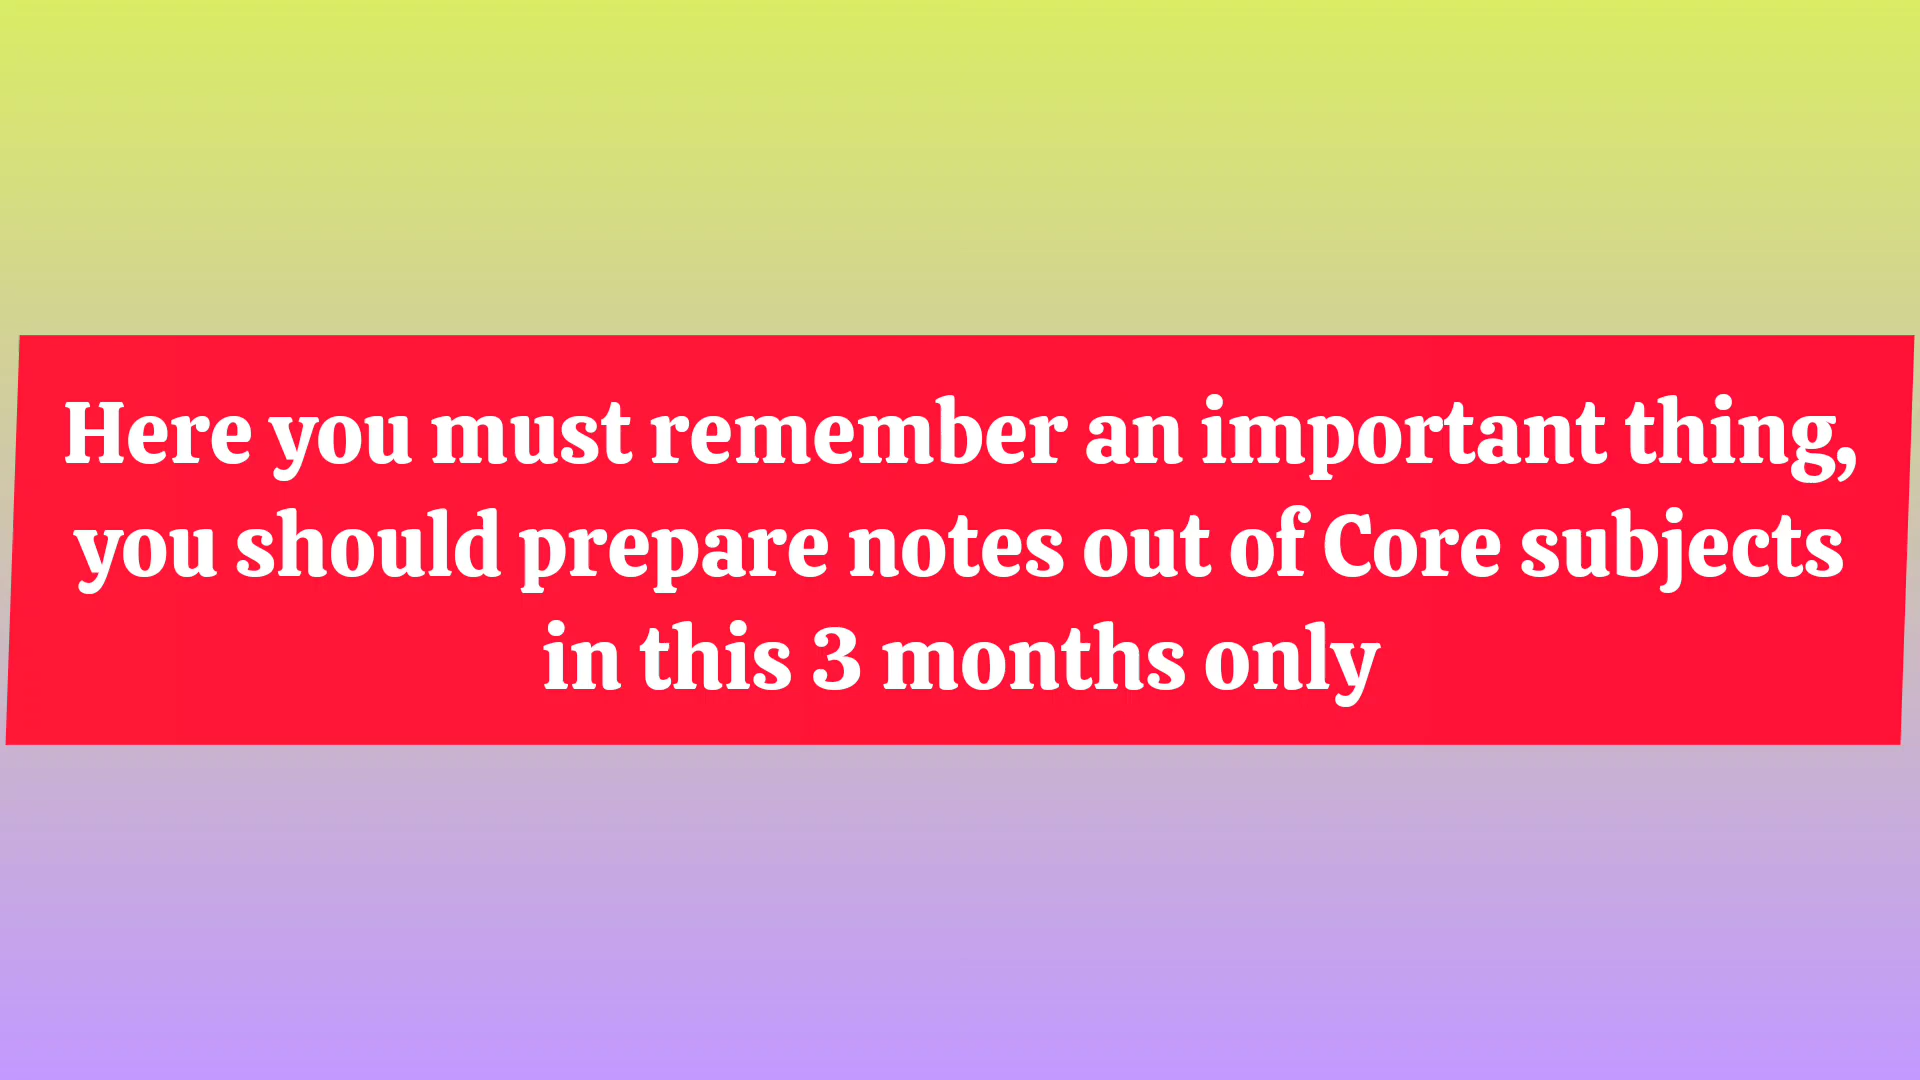 Here you must remember an important thing,
you should prepare notes out of Core subjects
in this 3 months only